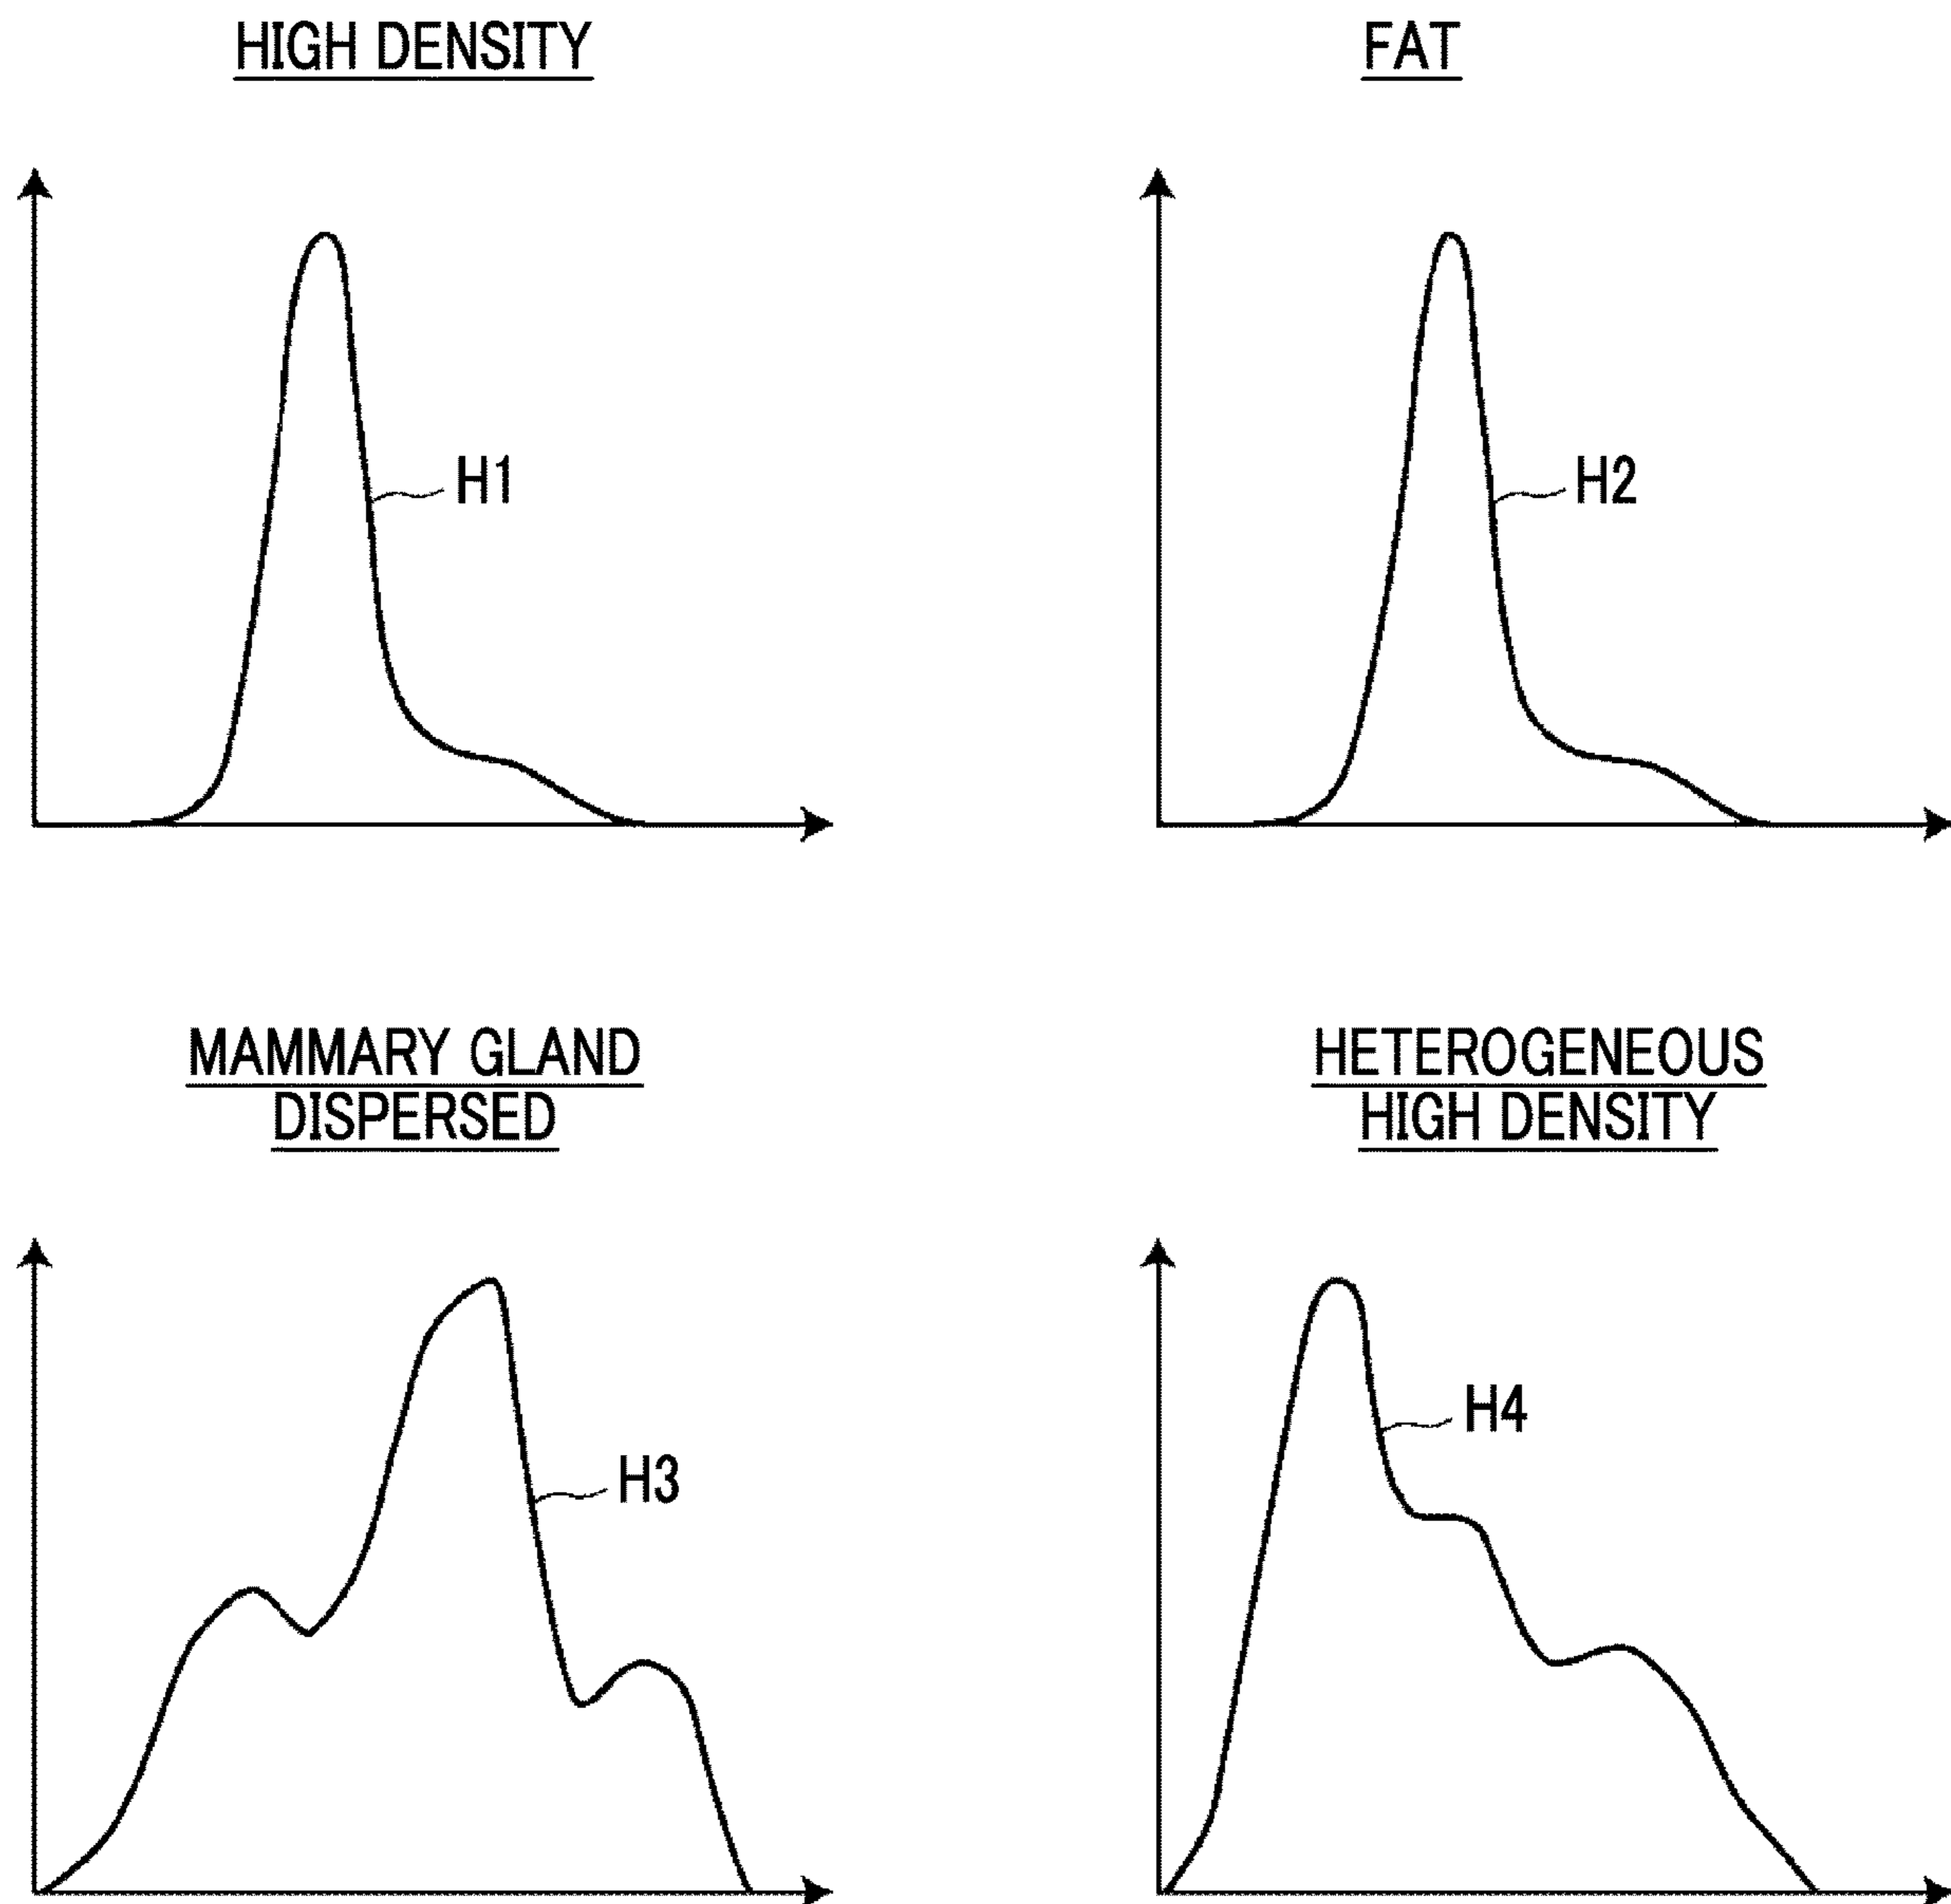 HIGH DENSITY
FAT
H1
H2
MAMMARY GLAND
DISPERSED
HETEROGENEOUS
HIGH DENSITY
H3
H4